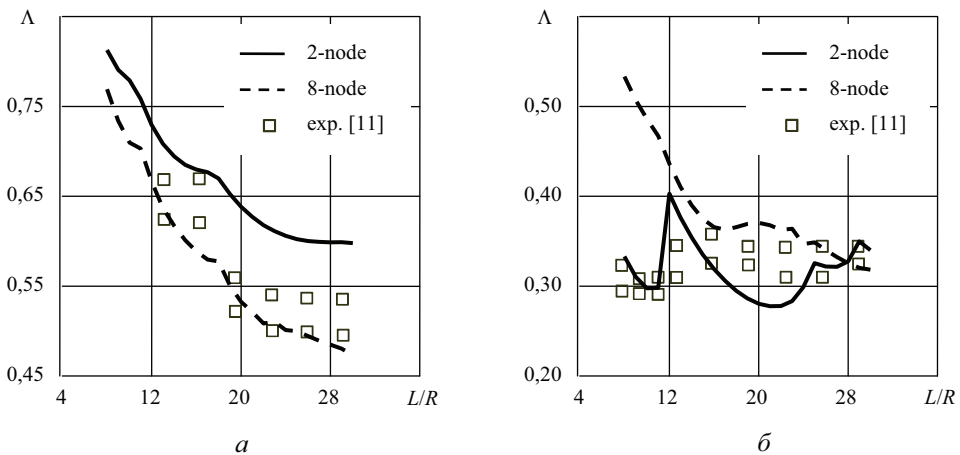 Λ
2-node
8-node
exp. [11]
0,75
0,65
0,55
0,45
4
12
20
28
L/R
а
Λ
2-node
8-node
exp. [11]
0,50
0,40
0,30
0,20
4
12
20
28
L/R
б